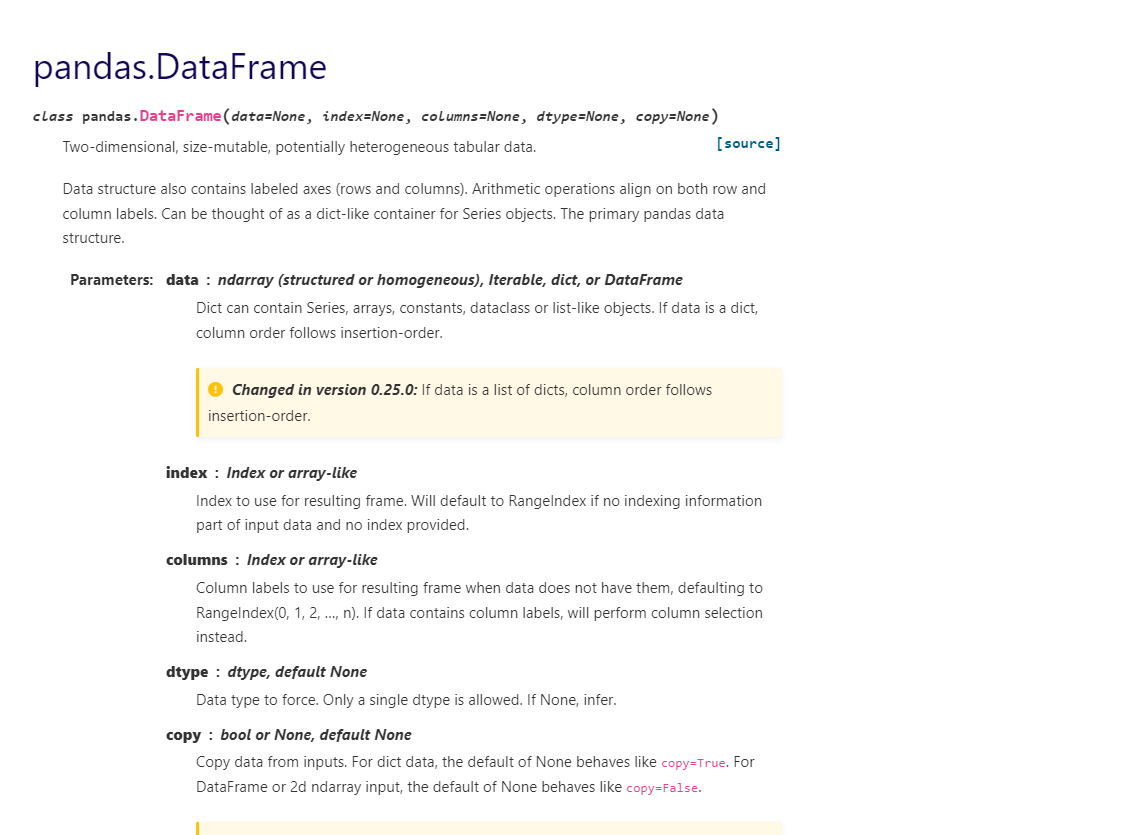 pandas.DataFrame
class pandas.DataFrame(data=None, index=None, columns=None, dtype=None, copy=None)
[source]
Two-dimensional, size-mutable, potentially heterogeneous tabular data.
Data structure also contains labeled axes (rows and columns). Arithmetic operations align on both row and
column labels. Can be thought of as a dict-like container for Series objects. The primary pandas data
structure.
Parameters: data : ndarray (structured or homogeneous), Iterable, dict, or DataFrame
Dict can contain Series, arrays, constants, dataclass or list-like objects. If data is a dict,
column order follows insertion-order.
Changed in version 0.25.0: If data is a list of dicts, column order follows
insertion-order.
index : Index or array-like
Index to use for resulting frame. Will default to RangeIndex if no indexing information
part of input data and no index provided.
columns : Index or array-like
Column labels to use for resulting frame when data does not have them, defaulting to
RangeIndex(0, 1, 2, …, n). If data contains column labels, will perform column selection
instead.
dtype : dtype, default None
Data type to force. Only a single dtype is allowed. If None, infer.
copy : bool or None, default None
Copy data from inputs. For dict data, the default of None behaves like copy=True. For
DataFrame or 2d ndarray input, the default of None behaves like copy=False.